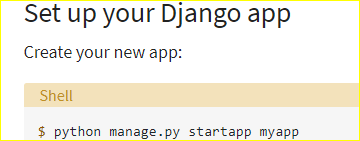 Set up your Django app
Create your new app:
Shell
$ python manage.py startapp myapp